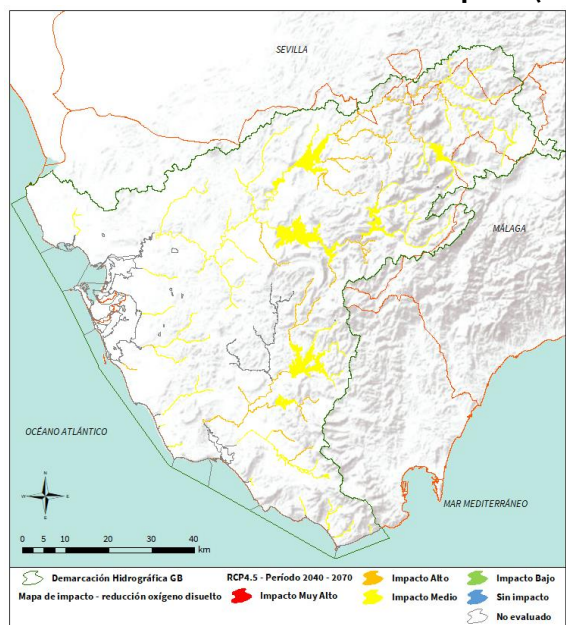 SEVILLA
MÁLAGA
OCÉANO ATLÁNTICO
MAR MEDITERRÁNEO
N
W E
S
0 5 10 20 30 40
km
Demarcación Hidrográfica GB
RCP4.5 - Período 2040 - 2070
Impacto Alto
Impacto Bajo
Mapa de impacto - reducción oxígeno disuelto
Impacto Muy Alto
Impacto Medio
Sin impacto
No evaluado